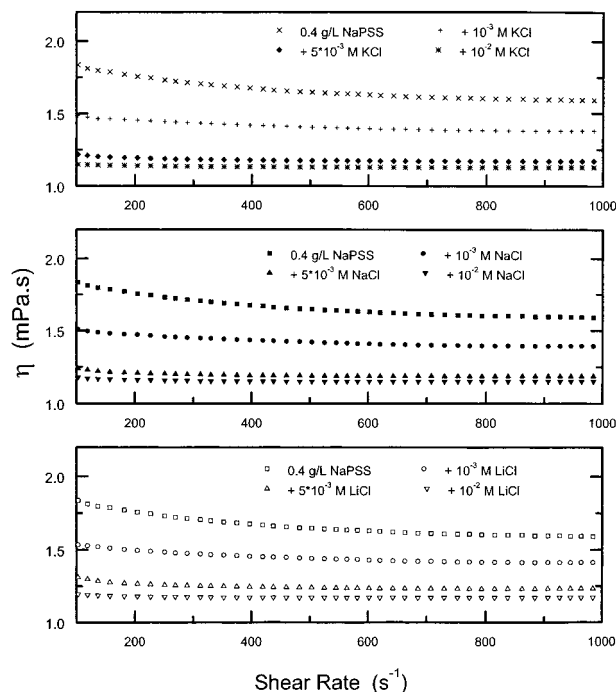 × 0.4 g/L NaPSS + + 10⁻³ M KCl
◆ + 5*10⁻³ M KCl ✱ + 10⁻² M KCl
2.0
1.5
1.0
200 400 600 800 1000
■ 0.4 g/L NaPSS ● + 10⁻³ M NaCl
▲ + 5*10⁻³ M NaCl ▼ + 10⁻² M NaCl
2.0
η (mPa.s)
1.5
1.0
200 400 600 800 1000
□ 0.4 g/L NaPSS ○ + 10⁻³ M LiCl
△ + 5*10⁻³ M LiCl ▽ + 10⁻² M LiCl
2.0
1.5
1.0
200 400 600 800 1000
Shear Rate (s⁻¹)